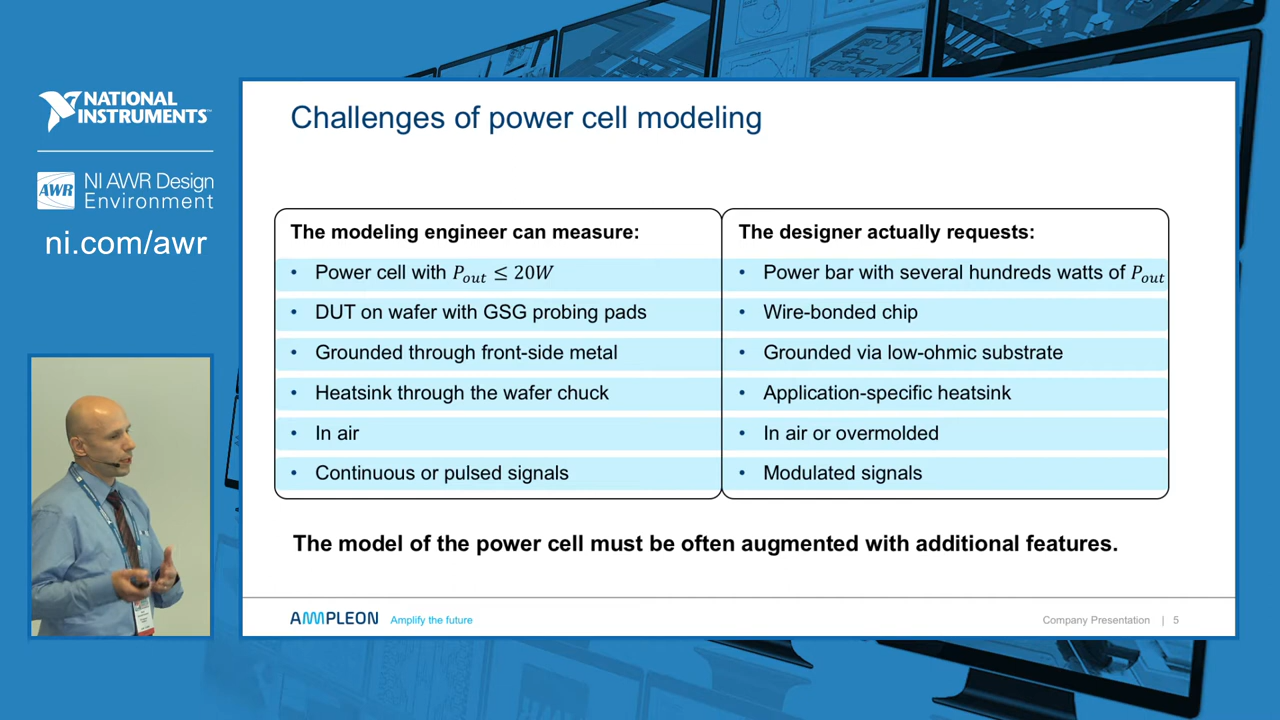 NATIONAL
INSTRUMENTS
AWR
NI AWR Design
Environment
ni.com/awr
Challenges of power cell modeling
The modeling engineer can measure:
• Power cell with P_out ≤ 20W
• DUT on wafer with GSG probing pads
• Grounded through front-side metal
• Heatsink through the wafer chuck
• In air
• Continuous or pulsed signals
The designer actually requests:
• Power bar with several hundreds watts of P_out
• Wire-bonded chip
• Grounded via low-ohmic substrate
• Application-specific heatsink
• In air or overmolded
• Modulated signals
The model of the power cell must be often augmented with additional features.
AMPLEON Amplify the future
Company Presentation | 5